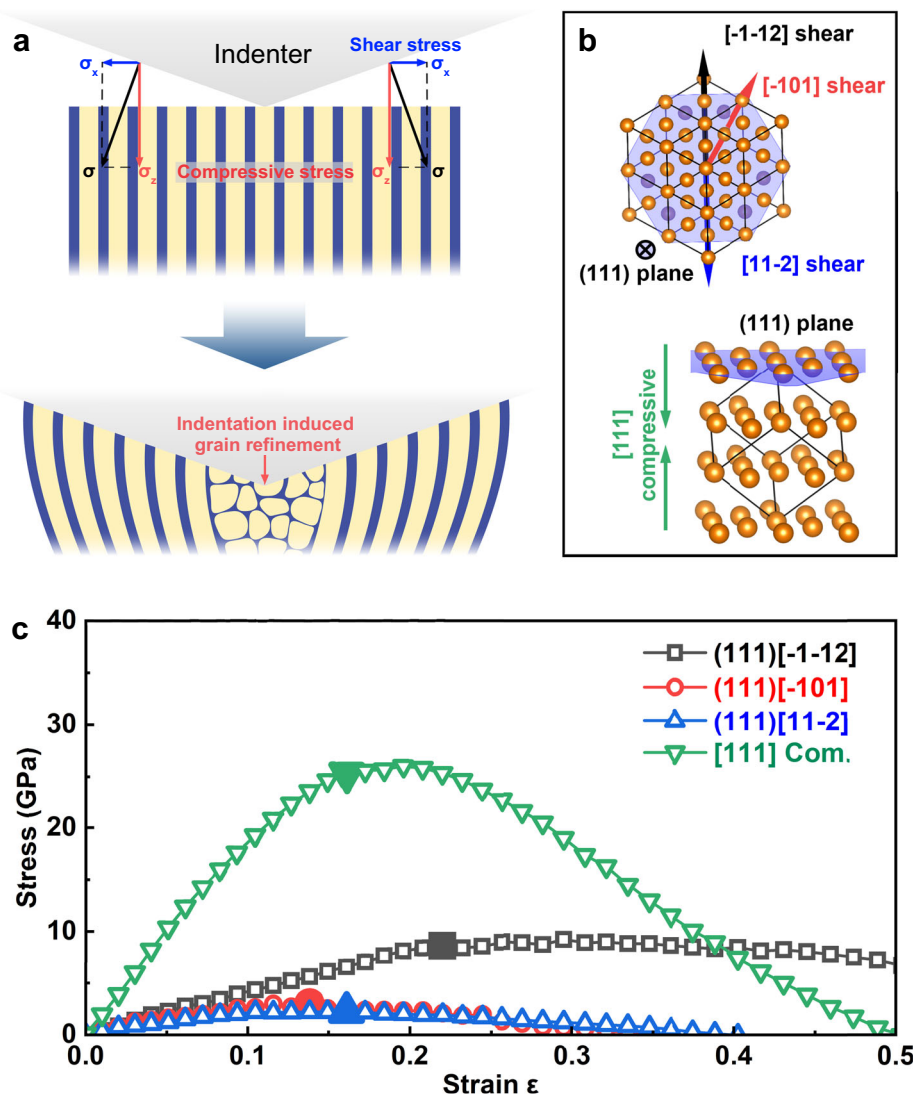 a
Indenter
Shear stress
σx
σx
σ
σz
Compressive stress
σz
σ
Indentation induced
grain refinement
b
[-1-12] shear
[-101] shear
(111) plane
[11-2] shear
(111) plane
[111]
compressive
c
40
30
20
10
0
Stress (GPa)
(111)[-1-12]
(111)[-101]
(111)[11-2]
[111] Com.
0.0
0.1
0.2
0.3
0.4
0.5
Strain ε